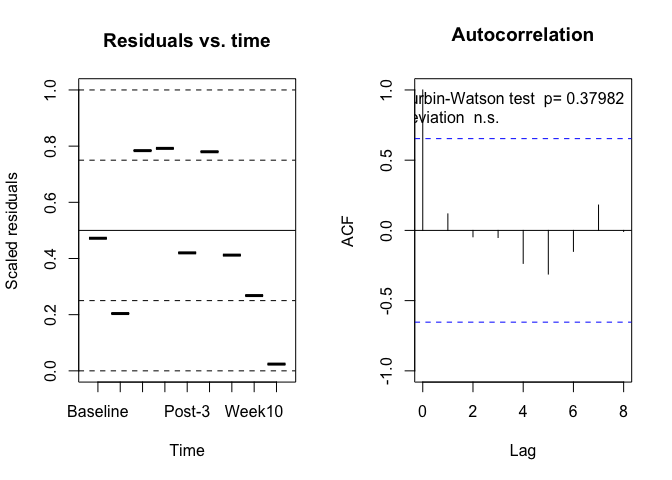 Residuals vs. time
Scaled residuals
1.0
0.8
0.6
0.4
0.2
0.0
Baseline Post-3 Week10
Time
Autocorrelation
urbin-Watson test p= 0.37982
eviation n.s.
ACF
1.0
0.5
0.0
-0.5
-1.0
0 2 4 6 8
Lag